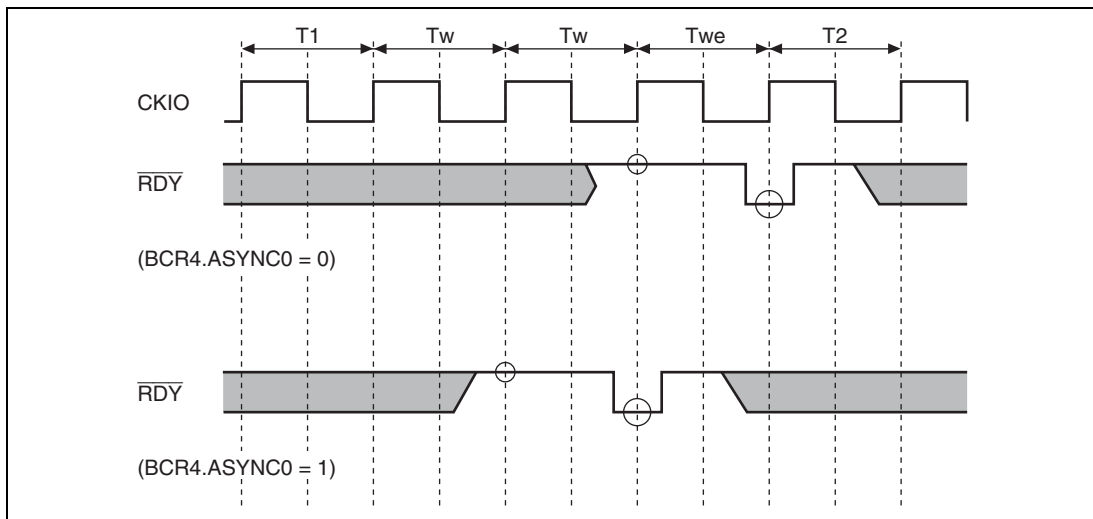 T1 Tw Tw Twe T2
CKIO
RDY
(BCR4.ASYNC0 = 0)
RDY
(BCR4.ASYNC0 = 1)